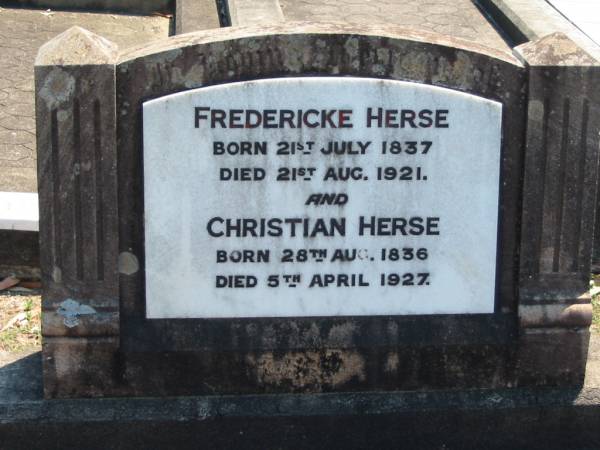 FREDERICKE HERSE
BORN 21ST JULY 1837
DIED 21ST AUG. 1921.
AND
CHRISTIAN HERSE
BORN 28TH AUG. 1836
DIED 5TH APRIL 1927.